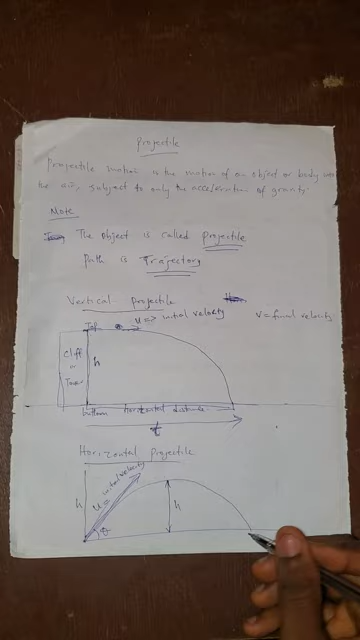 Projectile
Projectile motion is the motion of an object or body
the air, subject to only the acceleration of gravity.
Note
The object is called projectile
Path is Trajectory
Vertical projectile
Top u => initial velocity v = final velocity
Cliff
or
Tower
h
bottom horizontal distance
t
Horizontal projectile
u = initial velocity
h
θ
h